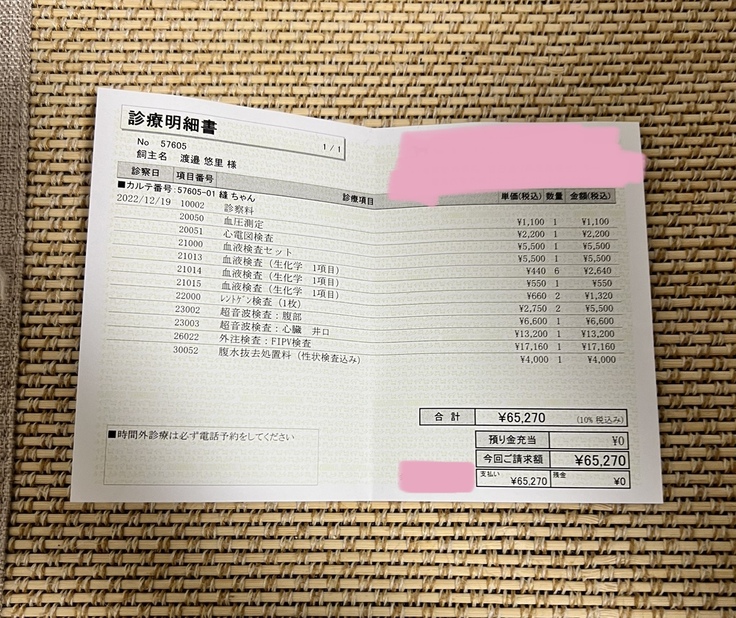 診療明細書
1 / 1
No 57605
飼主名 渡邉 悠里 様
診察日 項目番号 診療項目 単価(税込) 数量 金額(税込)
■カルテ番号:57605-01 縫 ちゃん
2022/12/19 10002 診察料 ¥1,100 1 ¥1,100
20050 血圧測定 ¥2,200 1 ¥2,200
20051 心電図検査 ¥5,500 1 ¥5,500
21000 血液検査セット ¥5,500 1 ¥5,500
21013 血液検査(生化学 1項目) ¥440 6 ¥2,640
21014 血液検査(生化学 1項目) ¥550 1 ¥550
21015 血液検査(生化学 1項目) ¥660 2 ¥1,320
22000 レントゲン検査(1枚) ¥2,750 2 ¥5,500
23002 超音波検査:腹部 ¥6,600 1 ¥6,600
23003 超音波検査:心臓 井口 ¥13,200 1 ¥13,200
26022 外注検査:FIPV検査 ¥17,160 1 ¥17,160
30052 腹水抜去処置料(性状検査込み) ¥4,000 1 ¥4,000
合 計 ¥65,270 (10% 税込み)
■時間外診療は必ず電話予約をしてください
預り金充当 ¥0
今回ご請求額 ¥65,270
支払い ¥65,270 残金 ¥0